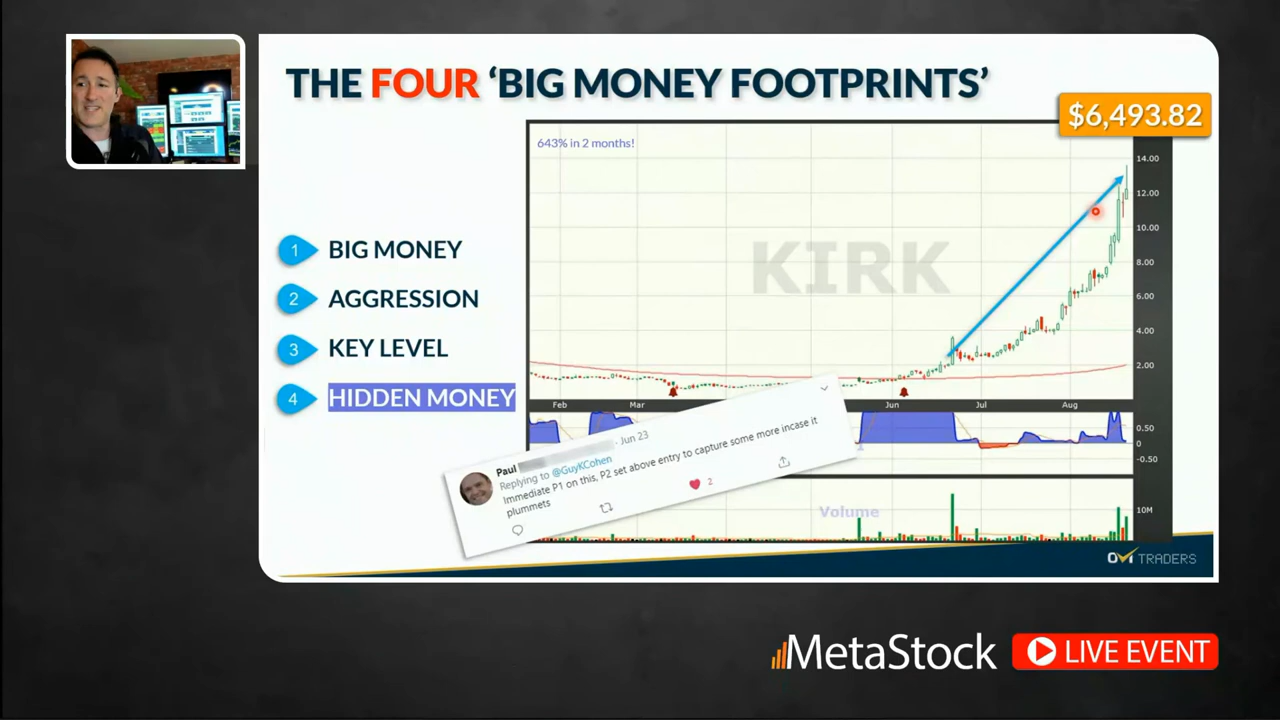 THE FOUR ‘BIG MONEY FOOTPRINTS’
$6,493.82
643% in 2 months!
KIRK
14.00
12.00
10.00
8.00
6.00
4.00
2.00
1 BIG MONEY
2 AGGRESSION
3 KEY LEVEL
4 HIDDEN MONEY
Feb Mar Jun Jul Aug
0.50
0
-0.50
Paul · Jun 23
Replying to @GuyKCohen
Immediate P1 on this, P2 set above entry to capture some more incase it
plummets
2
Volume
10M
OVI TRADERS
MetaStock LIVE EVENT